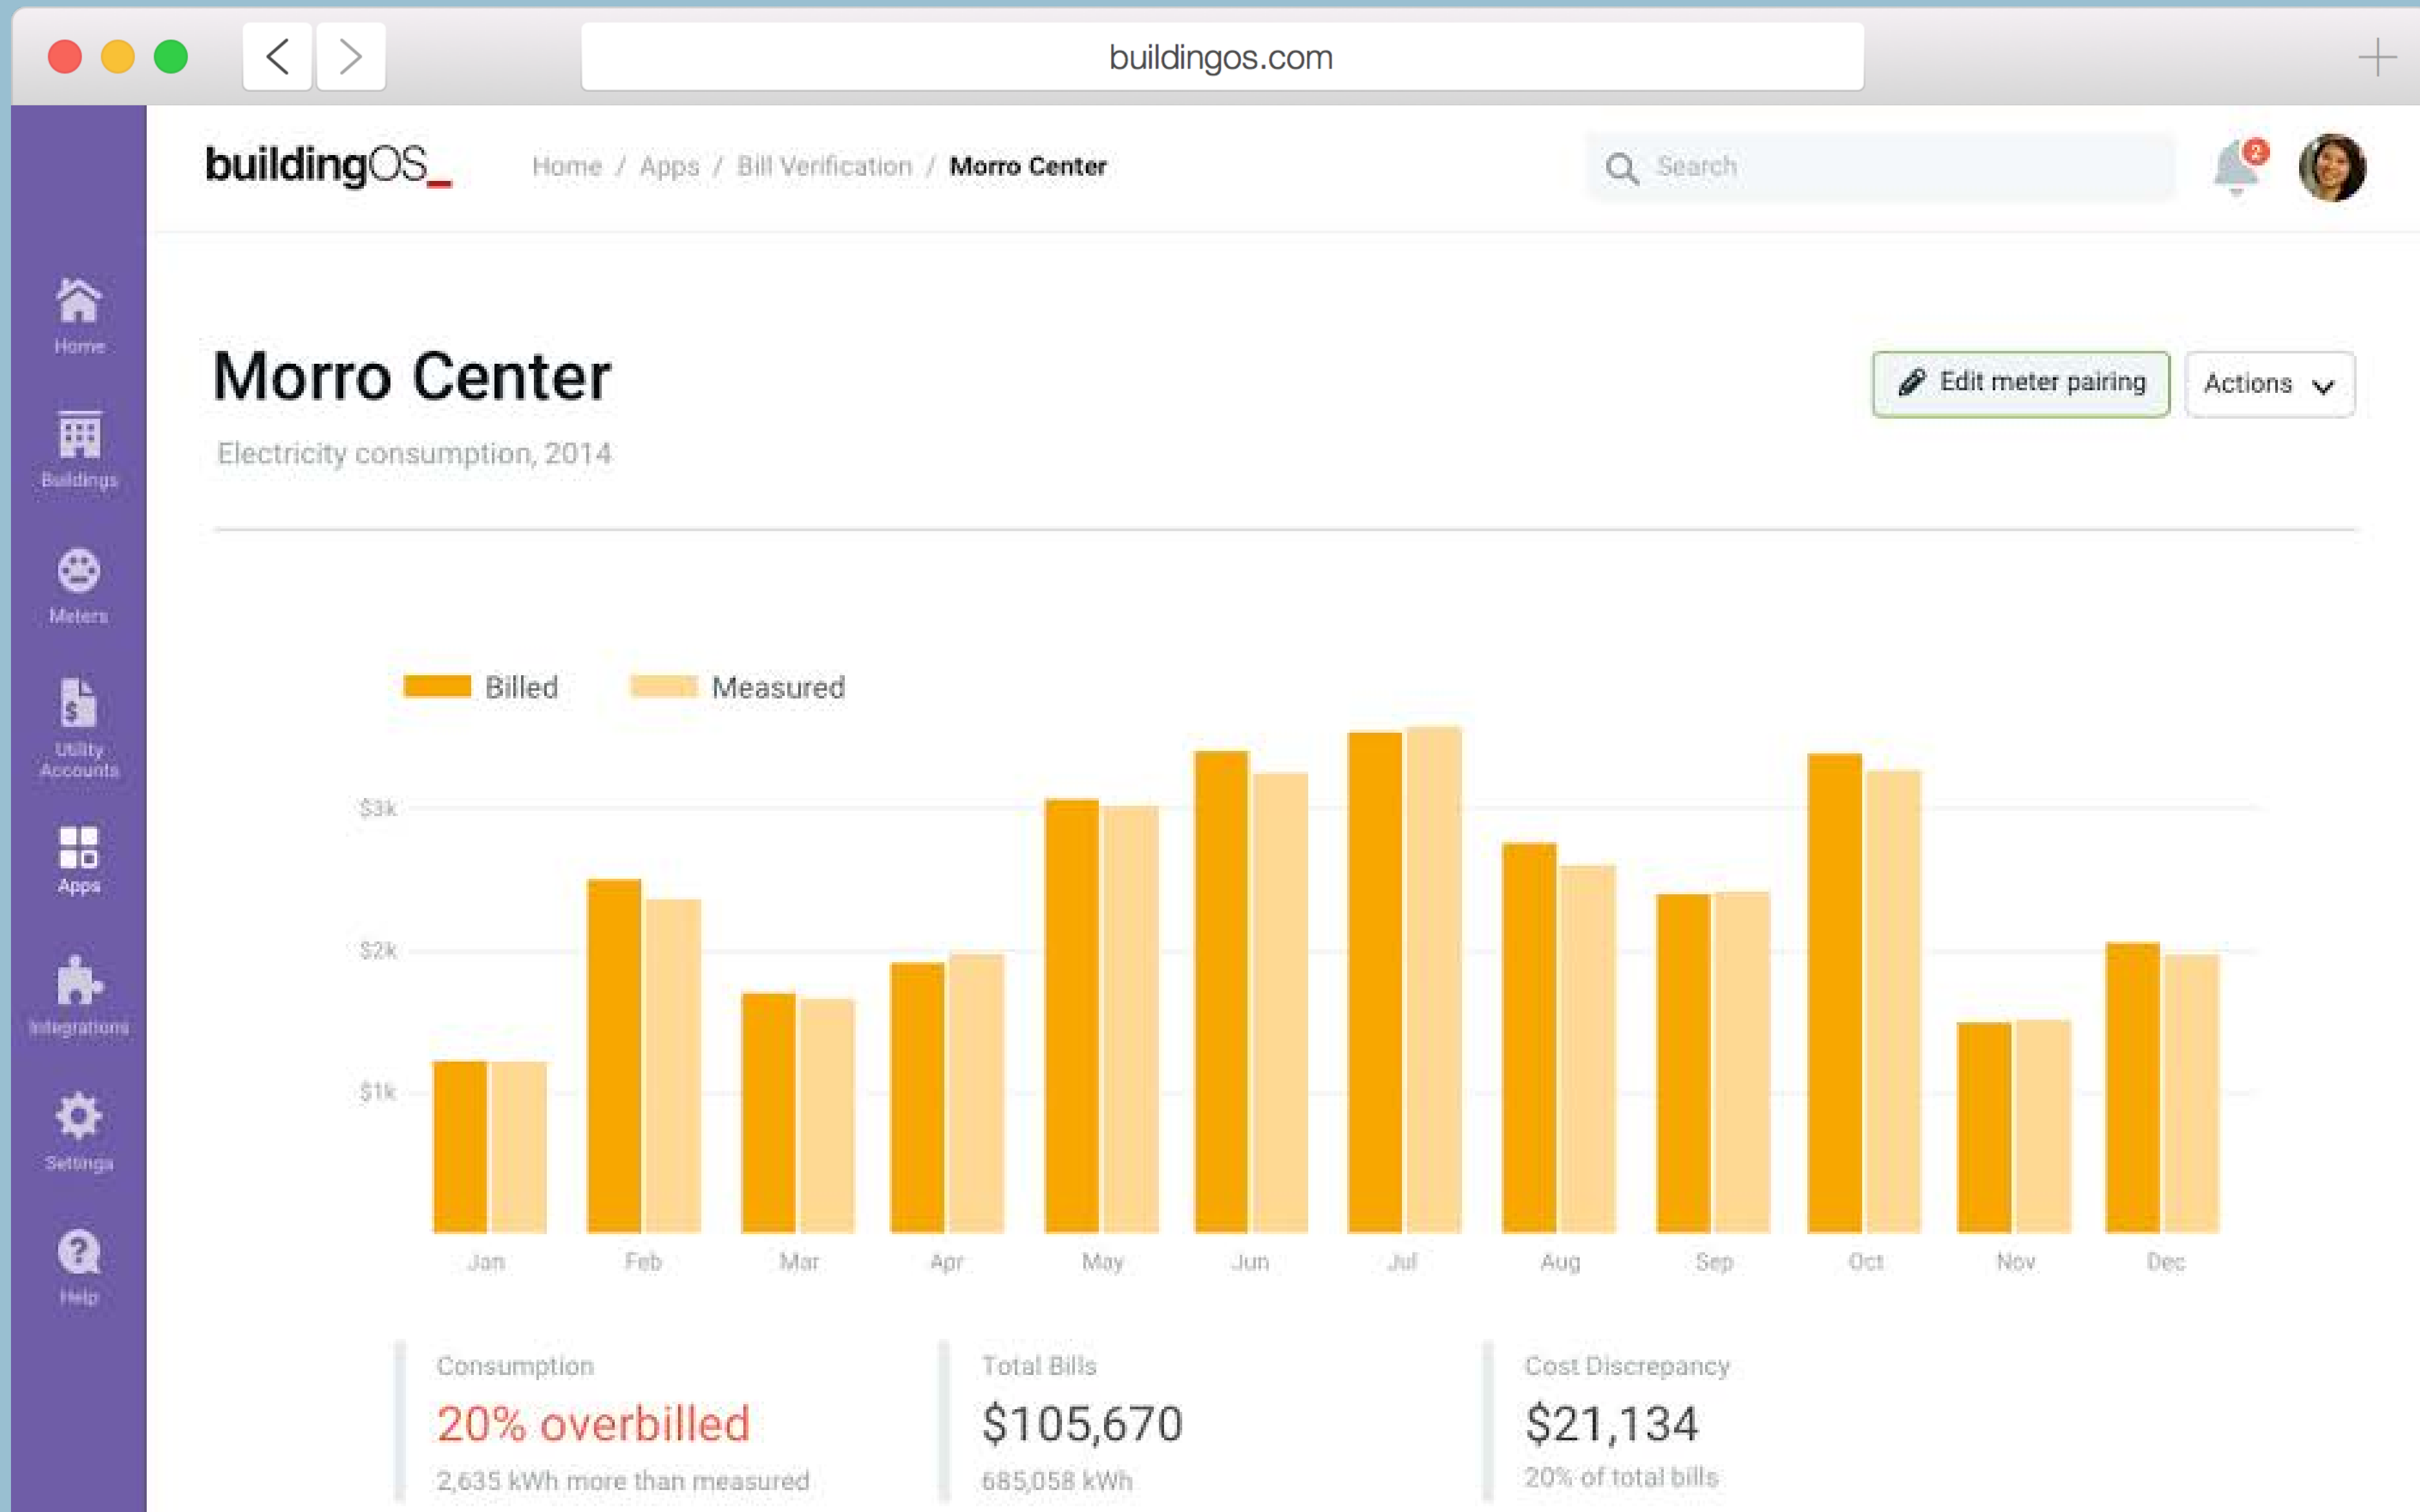 buildingos.com
buildingOS_
Home / Apps / Bill Verification / Morro Center
Search
2
Home
Buildings
Meters
Utility
Accounts
Apps
Integrations
Settings
Help
Morro Center
Electricity consumption, 2014
Edit meter pairing
Actions
Billed
Measured
$3k
$2k
$1k
Jan Feb Mar Apr May Jun Jul Aug Sep Oct Nov Dec
Consumption
20% overbilled
2,635 kWh more than measured
Total Bills
$105,670
685,058 kWh
Cost Discrepancy
$21,134
20% of total bills